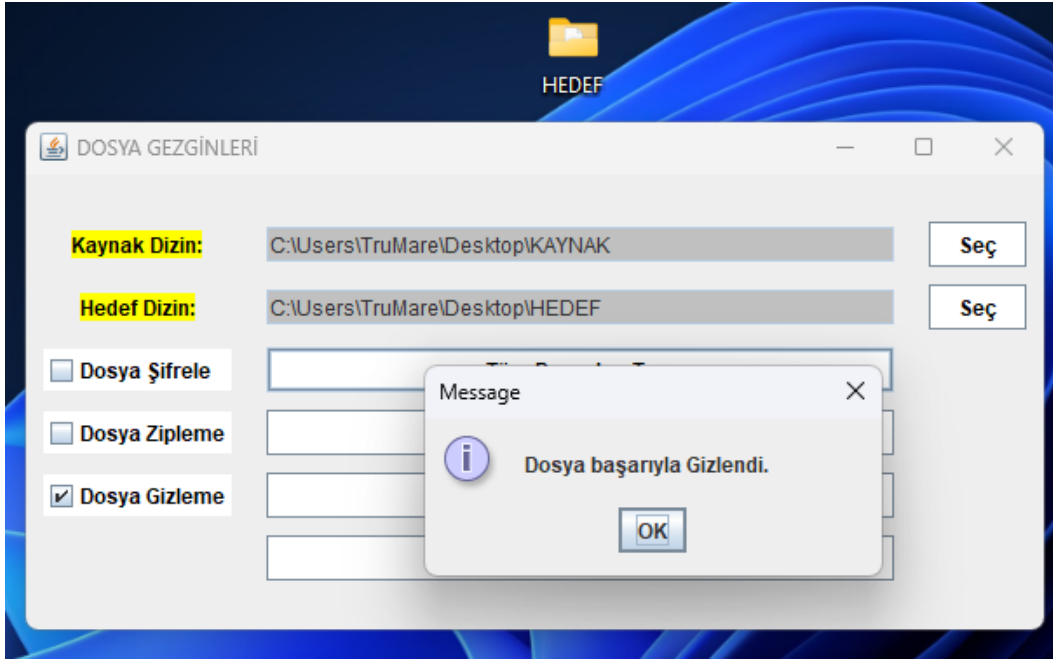 HEDEF
DOSYA GEZGİNLERİ
Kaynak Dizin:
C:\Users\TruMare\Desktop\KAYNAK
Seç
Hedef Dizin:
C:\Users\TruMare\Desktop\HEDEF
Seç
Dosya Şifrele
Dosya Zipleme
Dosya Gizleme
Message
Dosya başarıyla Gizlendi.
OK